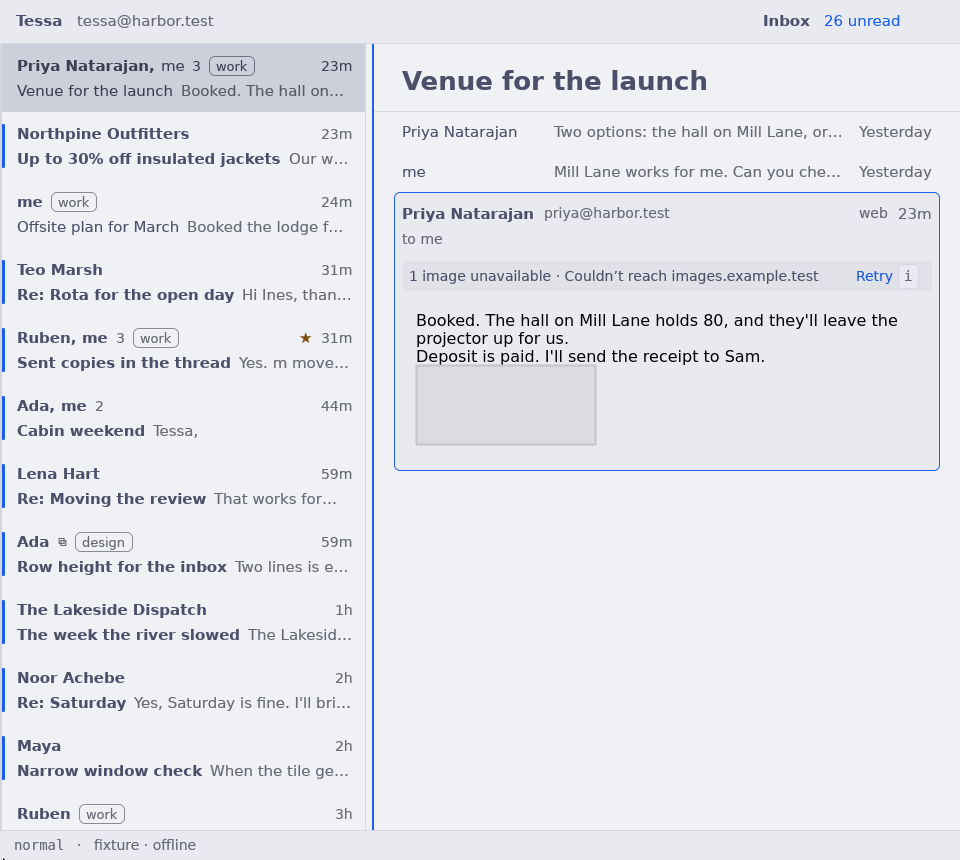 Tessa tessa@harbor.test Inbox 26 unread
Priya Natarajan, me 3 work 23m
Venue for the launch Booked. The hall on…
Northpine Outfitters 23m
Up to 30% off insulated jackets Our w…
me work 24m
Offsite plan for March Booked the lodge f…
Teo Marsh 31m
Re: Rota for the open day Hi Ines, than…
Ruben, me 3 work ★ 31m
Sent copies in the thread Yes. m move…
Ada, me 2 44m
Cabin weekend Tessa,
Lena Hart 59m
Re: Moving the review That works for…
Ada design 59m
Row height for the inbox Two lines is e…
The Lakeside Dispatch 1h
The week the river slowed The Lakesid…
Noor Achebe 2h
Re: Saturday Yes, Saturday is fine. I'll bri…
Maya 2h
Narrow window check When the tile ge…
Ruben work 3h
Venue for the launch
Priya Natarajan Two options: the hall on Mill Lane, or… Yesterday
me Mill Lane works for me. Can you che… Yesterday
Priya Natarajan priya@harbor.test web 23m
to me
1 image unavailable · Couldn’t reach images.example.test Retry i
Booked. The hall on Mill Lane holds 80, and they'll leave the
projector up for us.
Deposit is paid. I'll send the receipt to Sam.
normal · fixture · offline